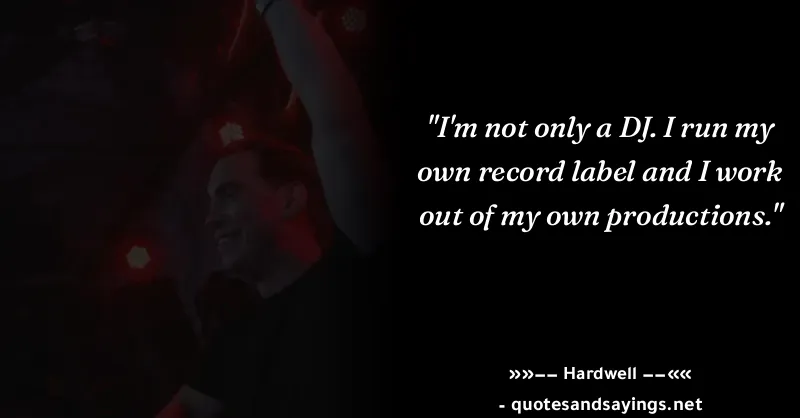 "I'm not only a DJ. I run my
own record label and I work
out of my own productions."
»»−− Hardwell −−««
- quotesandsayings.net